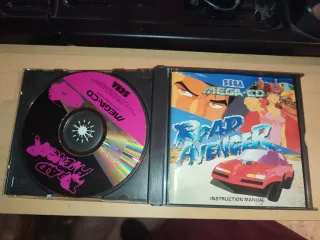 SEGA
MEGA-CD
ROAD
AVENGER
SEGA
MEGA-CD
ROAD
AVENGER
INSTRUCTION MANUAL